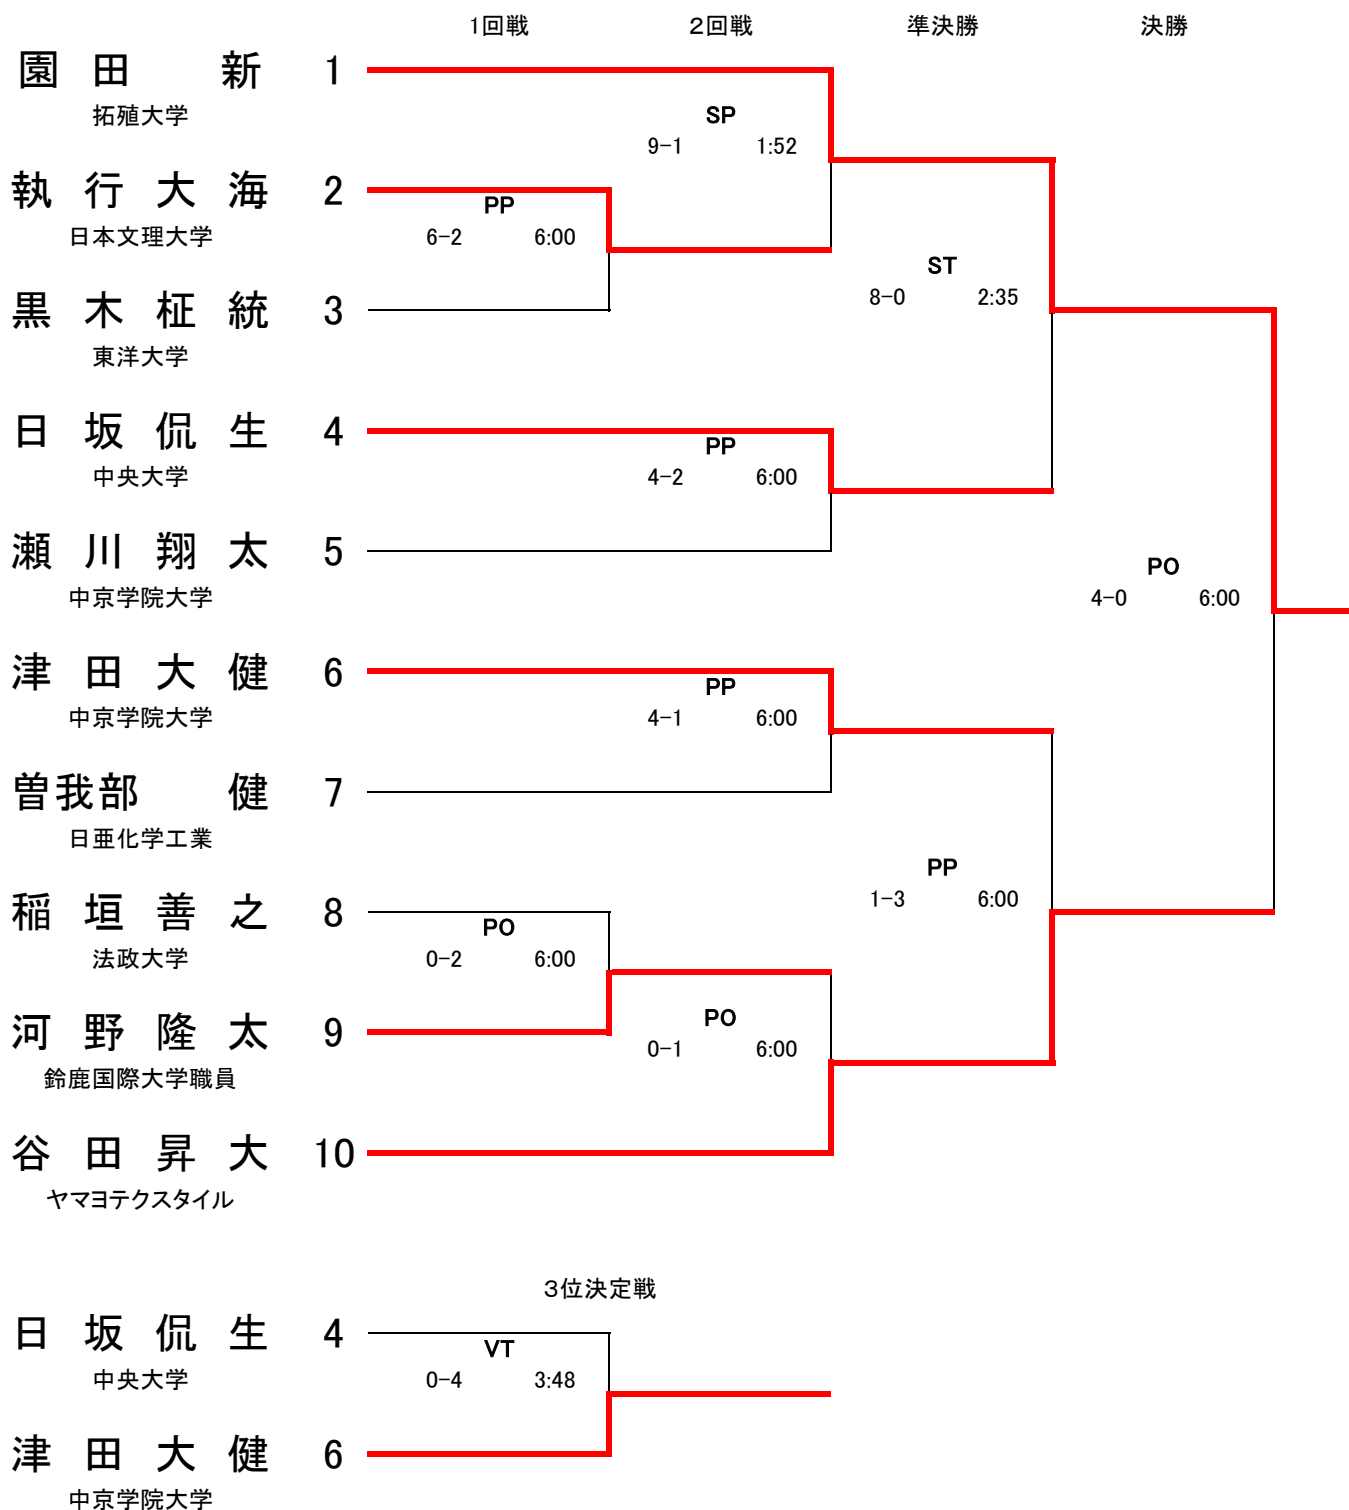 1回戦 2回戦 準決勝 決勝
園田 新 1
拓殖大学
SP
9-1 1:52
執行大海 2
PP
日本文理大学
6-2 6:00
ST
8-0 2:35
黒木柾統 3
東洋大学
日坂侃生 4
PP
中央大学
4-2 6:00
瀬川翔太 5
PO
中京学院大学
4-0 6:00
津田大健 6
PP
中京学院大学
4-1 6:00
曽我部 健 7
日亜化学工業
PP
1-3 6:00
稲垣善之 8
PO
法政大学
0-2 6:00
河野隆太 9
PO
0-1 6:00
鈴鹿国際大学職員
谷田昇大 10
ヤマヨテクスタイル
3位決定戦
日坂侃生 4
VT
中央大学
0-4 3:48
津田大健 6
中京学院大学